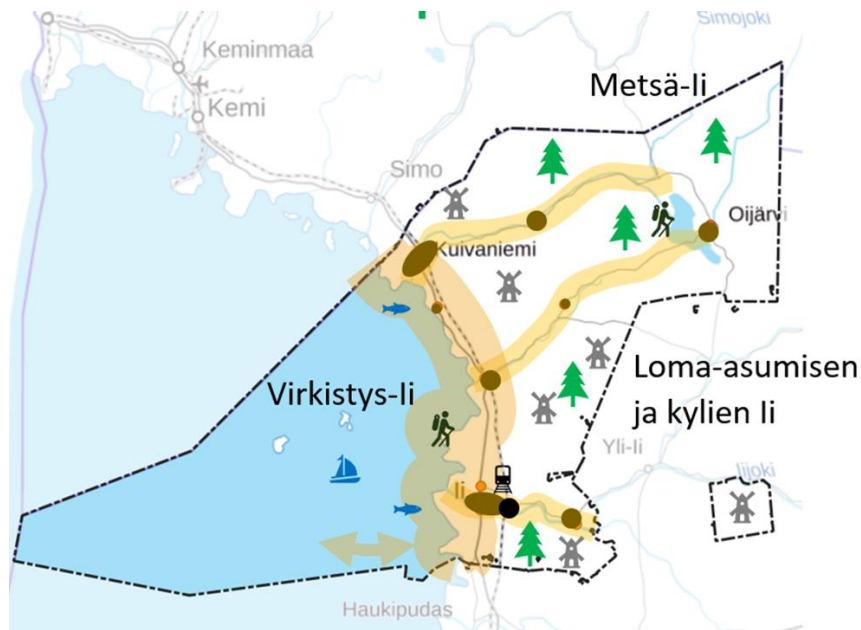 Simojoki
Keminmaa
Metsä-Ii
Kemi
Simo
Oijärvi
Kuivaniemi
Loma-asumisen
ja kylien Ii
Virkistys-Ii
Yli-Ii
Iijoki
Ii
Haukipudas